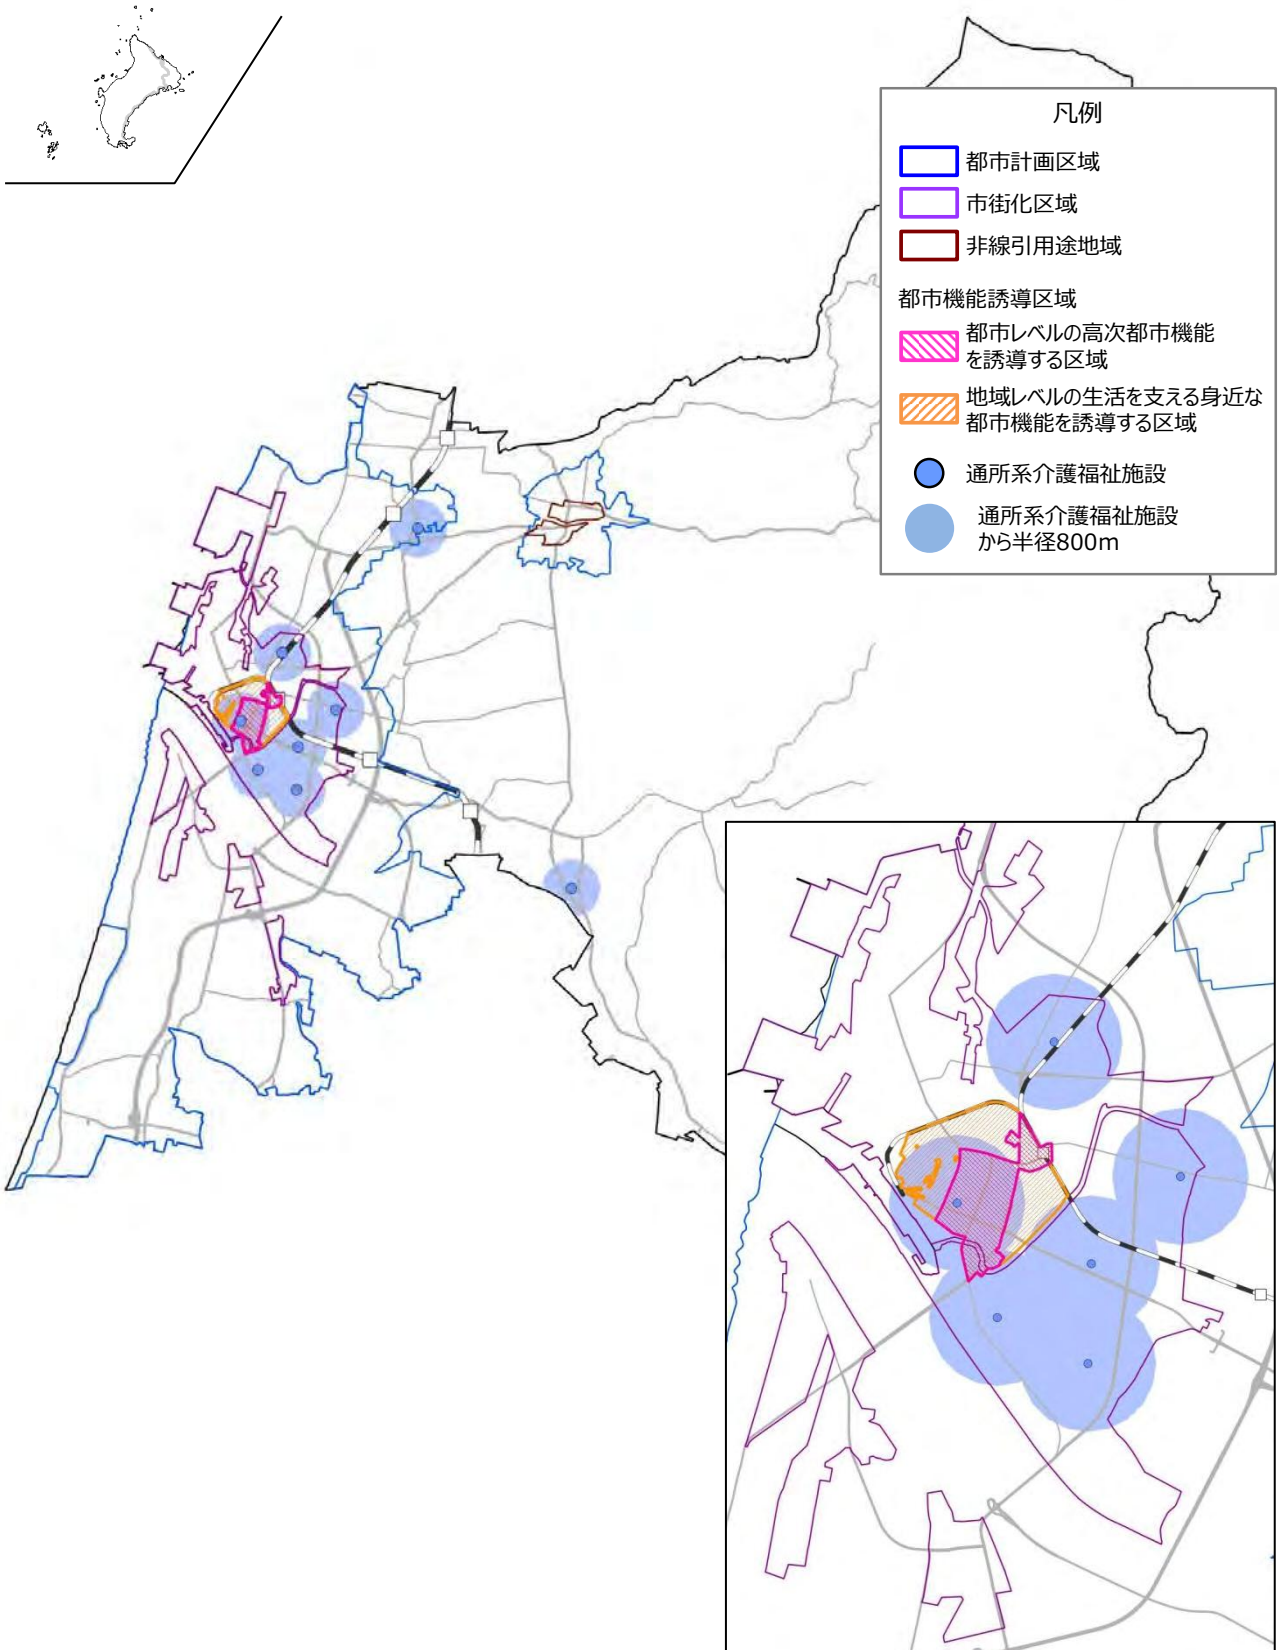 凡例
都市計画区域
市街化区域
非線引用途地域
都市機能誘導区域
都市レベルの高次都市機能
を誘導する区域
地域レベルの生活を支える身近な
都市機能を誘導する区域
通所系介護福祉施設
通所系介護福祉施設
から半径800m